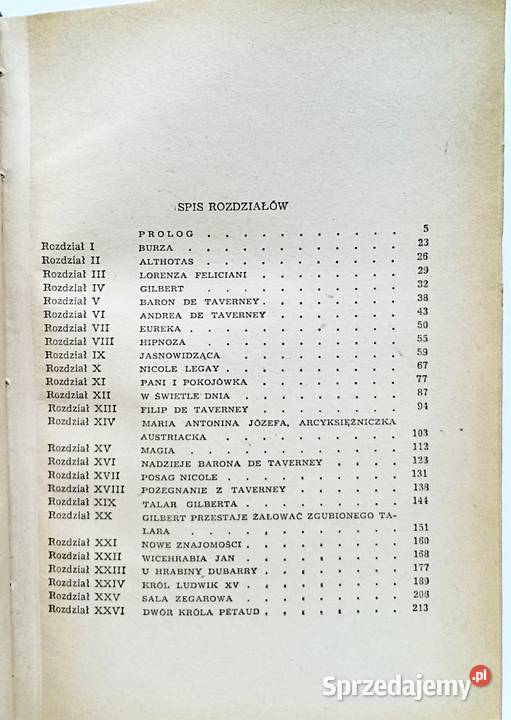 SPIS ROZDZIAŁÓW
PROLOG . . . . . . . . . . . 5
Rozdział I BURZA . . . . . . . . . . . 23
Rozdział II ALTHOTAS . . . . . . . . . . 26
Rozdział III LORENZA FELICIANI . . . . . . . 29
Rozdział IV GILBERT . . . . . . . . . . 32
Rozdział V BARON DE TAVERNEY . . . . . . . 38
Rozdział VI ANDREA DE TAVERNEY . . . . . . 43
Rozdział VII EUREKA . . . . . . . . . . 50
Rozdział VIII HIPNOZA . . . . . . . . . . 55
Rozdział IX JASNOWIDZĄCA . . . . . . . . 59
Rozdział X NICOLE LEGAY . . . . . . . . 67
Rozdział XI PANI I POKOJÓWKA . . . . . . . 77
Rozdział XII W ŚWIETLE DNIA . . . . . . . . 87
Rozdział XIII FILIP DE TAVERNEY . . . . . . . 94
Rozdział XIV MARIA ANTONINA JÓZEFA, ARCYKSIĘŻNICZKA
AUSTRIACKA . . . . . . . . . 103
Rozdział XV MAGIA . . . . . . . . . . . 112
Rozdział XVI NADZIEJE BARONA DE TAVERNEY . . . 123
Rozdział XVII POSAG NICOLE . . . . . . . . 131
Rozdział XVIII POZEGNANIE Z TAVERNEY . . . . . 138
Rozdział XIX TALAR GILBERTA . . . . . . . . 144
Rozdział XX GILBERT PRZESTAJE ŻAŁOWAĆ ZGUBIONEGO TA-
LARA . . . . . . . . . . . 151
Rozdział XXI NOWE ZNAJOMOŚCI . . . . . . . 160
Rozdział XXII WICEHRABIA JAN . . . . . . . . 168
Rozdział XXIII U HRABINY DUBARRY . . . . . . . 177
Rozdział XXIV KRÓL LUDWIK XV . . . . . . . . 189
Rozdział XXV SALA ZEGAROWA . . . . . . . . 206
Rozdział XXVI DWÓR KRÓLA PÉTAUD . . . . . . . 213
Sprzedajemy.pl